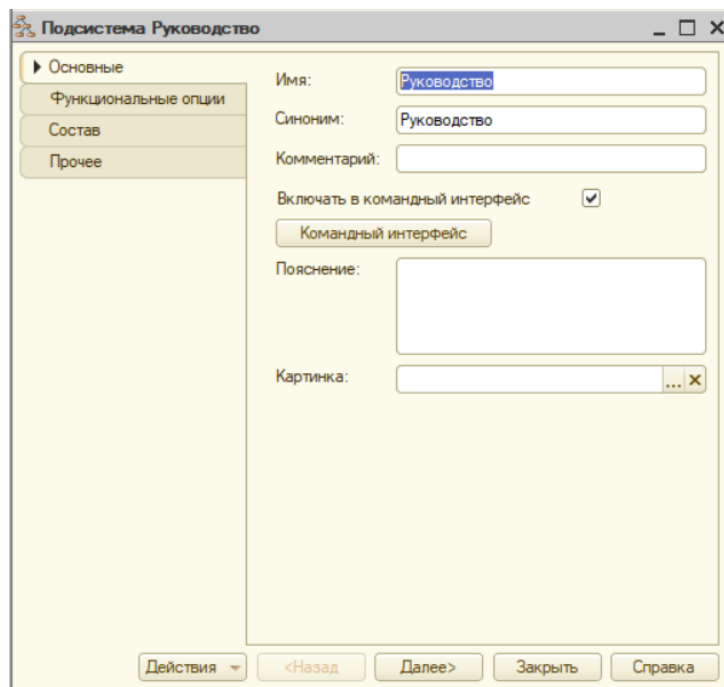 Подсистема Руководство
Основные
Функциональные опции
Состав
Прочее
Имя: Руководство
Синоним: Руководство
Комментарий:
Включать в командный интерфейс
Командный интерфейс
Пояснение:
Картинка:
...
Действия <Назад Далее> Закрыть Справка